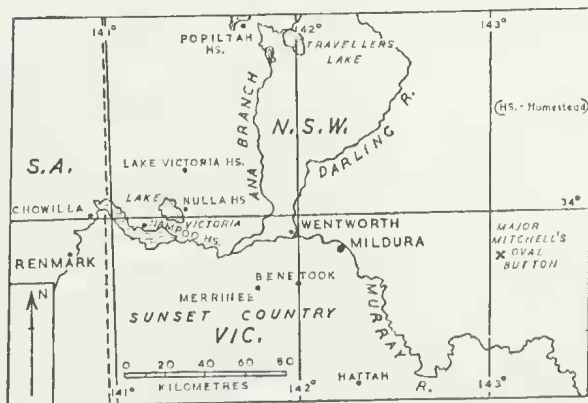 141°
142°
143°
POPILTAH
HS.
TRAVELLERS
LAKE
(HS.- Homestead)
N. S. W.
ANA BRANCH
DARLING R.
S.A.
LAKE VICTORIA HS.
LAKE
VICTORIA
NULLA HS
34°
CHOWILLA
HS.
WENTWORTH
MILDURA
MAJOR
MITCHELL'S
OVAL
BUTTON
RENMARK
N
BENETOOK
MERRINEE
SUNSET COUNTRY
VIC.
MURRAY
R.
0 20 40 60 80
KILOMETRES
HATTAH
141°
142°
143°